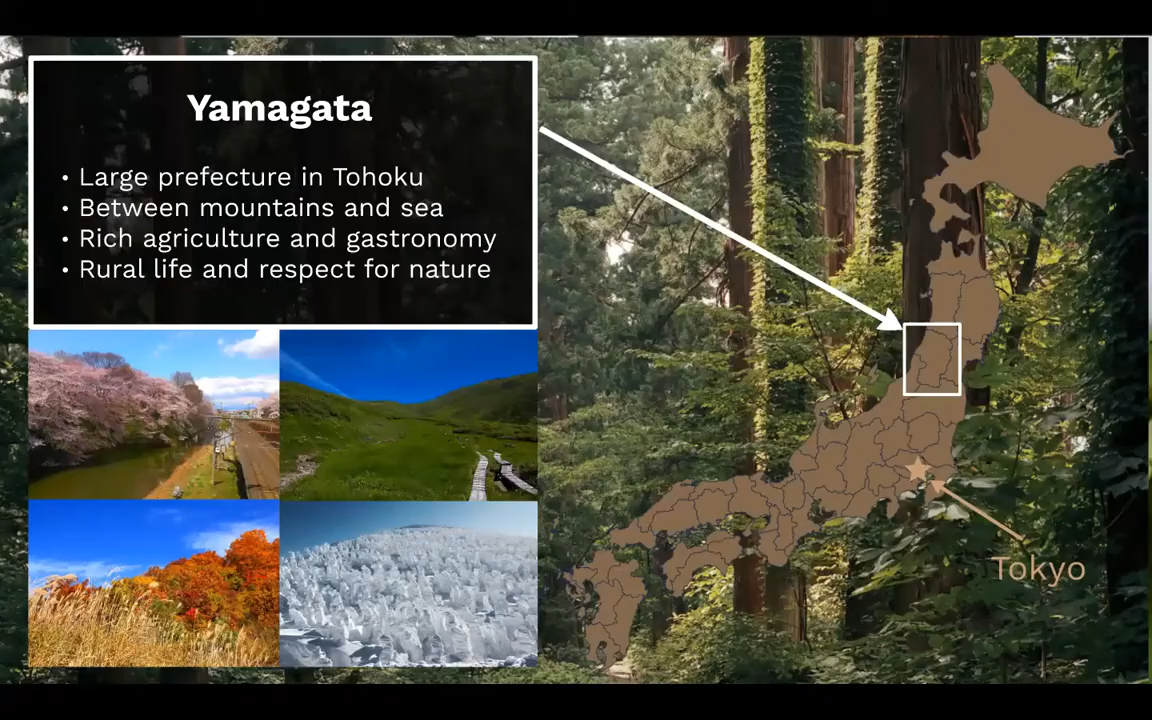 Yamagata
• Large prefecture in Tohoku
• Between mountains and sea
• Rich agriculture and gastronomy
• Rural life and respect for nature
Tokyo